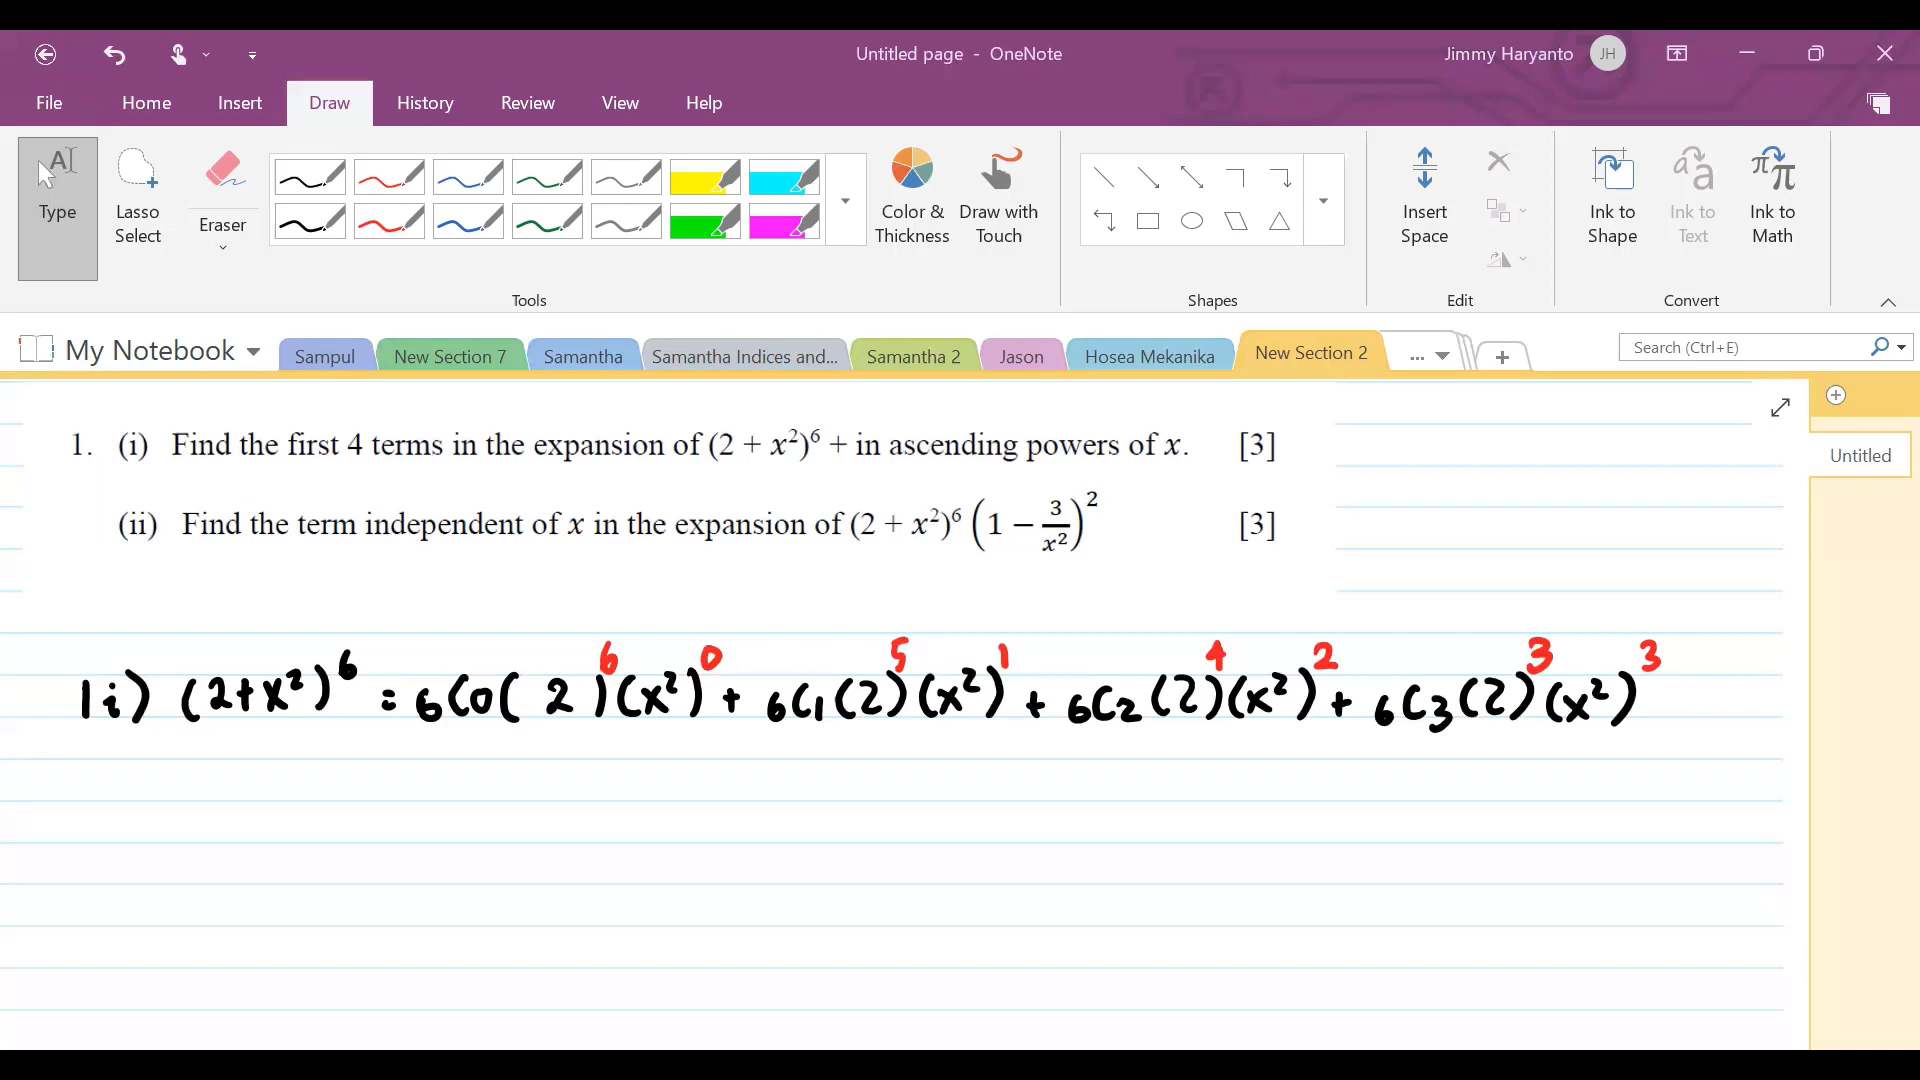 Untitled page - OneNote
Jimmy Haryanto JH
File Home Insert Draw History Review View Help
Type
Lasso Select
Eraser
Color & Thickness
Draw with Touch
Insert Space
Ink to Shape
Ink to Text
Ink to Math
Tools Shapes Edit Convert
My Notebook Sampul New Section 7 Samantha Samantha Indices and... Samantha 2 Jason Hosea Mekanika New Section 2 ... Search (Ctrl+E)
Untitled
1. (i) Find the first 4 terms in the expansion of (2 + x²)⁶ + in ascending powers of x. [3]
(ii) Find the term independent of x in the expansion of (2 + x²)⁶ (1 − 3/x²)² [3]
1i) (2+x²)⁶ = 6C0(2)⁶(x²)⁰ + 6C1(2)⁵(x²)¹ + 6C2(2)⁴(x²)² + 6C3(2)³(x²)³